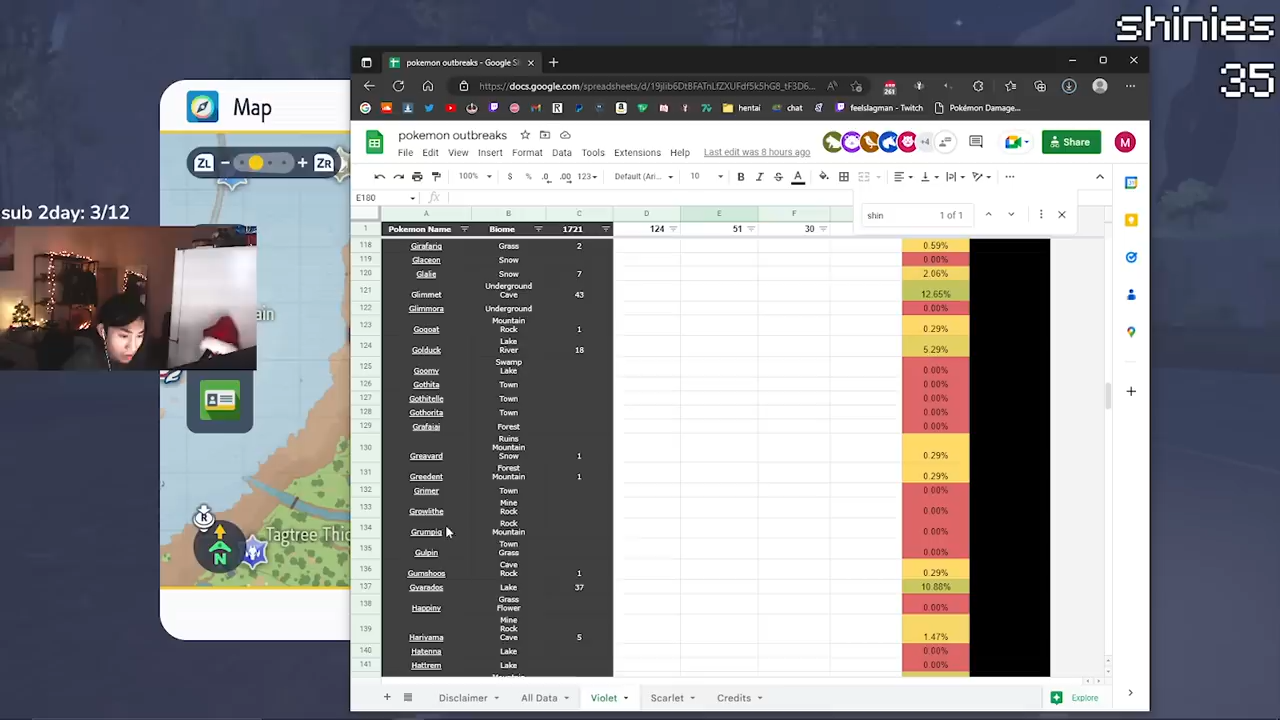 shinies
35
Map
ZL
ZR
sub 2day: 3/12
R
N
Tagtree Thic
pokemon outbreaks - Google S
https://docs.google.com/spreadsheets/d/19jlib6DtBFATnLfZXUFdf5k5hG8_tF3D6...
261
hentai
chat
feelslagman - Twitch
Pokémon Damage...
pokemon outbreaks
File Edit View Insert Format Data Tools Extensions Help Last edit was 8 hours ago
+4
Share
M
100% $ % .0 .00 123 Default (Ari... 10 B I S A
E180
fx
shin 1 of 1
A B C D E F
1 Pokemon Name Biome 1721 124 51 30
118 Girafarig Grass 2 0.59%
119 Glaceon Snow 0.00%
120 Glalie Snow 7 2.06%
121 Glimmet Underground Cave 43 12.65%
122 Glimmora Underground 0.00%
123 Gogoat Mountain Rock 1 0.29%
124 Golduck Lake River 18 5.29%
125 Goomy Swamp Lake 0.00%
126 Gothita Town 0.00%
127 Gothitelle Town 0.00%
128 Gothorita Town 0.00%
129 Grafaiai Forest 0.00%
130 Greavard Ruins Mountain Snow 1 0.29%
131 Greedent Forest Mountain 1 0.29%
132 Grimer Town 0.00%
133 Growlithe Mine Rock 0.00%
134 Grumpig Rock Mountain 0.00%
135 Gulpin Town Grass 0.00%
136 Gumshoos Cave Rock 1 0.29%
137 Gyarados Lake 37 10.88%
138 Happiny Grass Flower 0.00%
139 Hariyama Mine Rock Cave 5 1.47%
140 Hatenna Lake 0.00%
141 Hattrem Lake 0.00%
Disclaimer All Data Violet Scarlet Credits
Explore